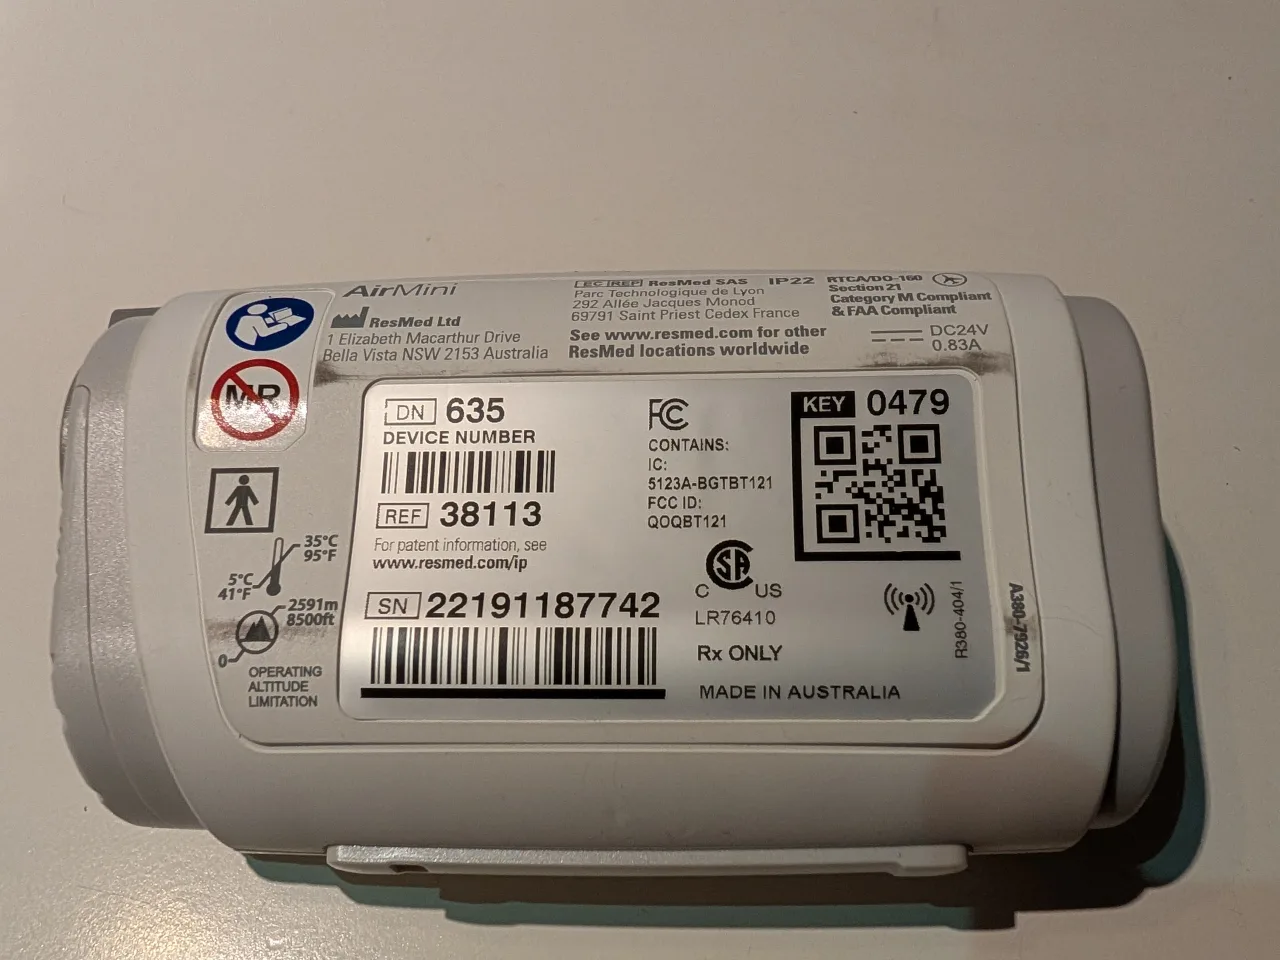 AirMini
ResMed Ltd
1 Elizabeth Macarthur Drive
Bella Vista NSW 2153 Australia
EC REP ResMed SAS IP22
Parc Technologique de Lyon
292 Allée Jacques Monod
69791 Saint Priest Cedex France
See www.resmed.com for other
ResMed locations worldwide
RTCA/DO-160
Section 21
Category M Compliant
& FAA Compliant
DC24V
0.83A
MR
35°C
95°F
5°C
41°F
2591m
8500ft
0
OPERATING
ALTITUDE
LIMITATION
DN 635
DEVICE NUMBER
REF 38113
For patent information, see
www.resmed.com/ip
SN 22191187742
FCC
CONTAINS:
IC:
5123A-BGTBT121
FCC ID:
QOQBT121
KEY 0479
C SA US
LR76410
Rx ONLY
MADE IN AUSTRALIA
R380-404/1
A380-7926/1